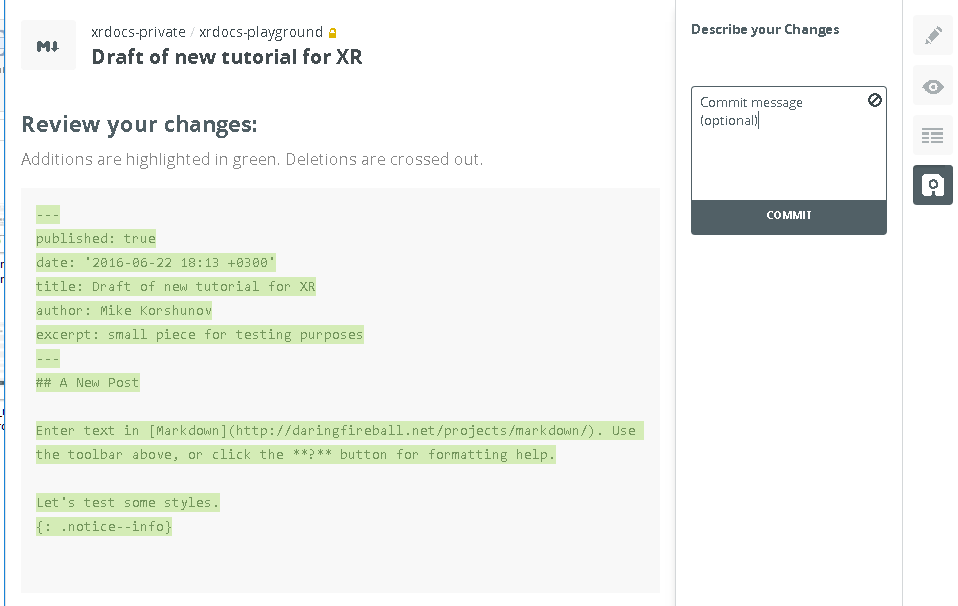 M↓
xrdocs-private / xrdocs-playground
Draft of new tutorial for XR
Review your changes:
Additions are highlighted in green. Deletions are crossed out.
---
published: true
date: '2016-06-22 18:13 +0300'
title: Draft of new tutorial for XR
author: Mike Korshunov
excerpt: small piece for testing purposes
---
## A New Post
Enter text in [Markdown](http://daringfireball.net/projects/markdown/). Use
the toolbar above, or click the **?** button for formatting help.
Let's test some styles.
{: .notice--info}
Describe your Changes
Commit message
(optional)
COMMIT